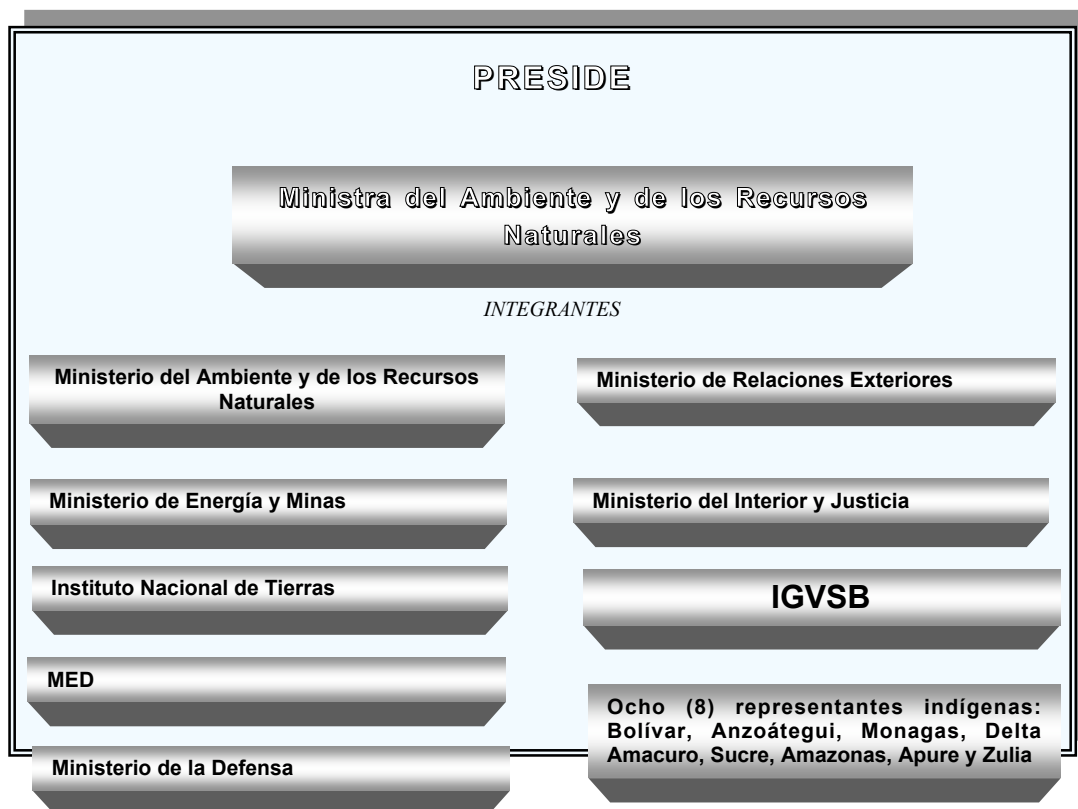 PRESIDE
Ministra del Ambiente y de los Recursos
Naturales
INTEGRANTES
Ministerio del Ambiente y de los Recursos
Naturales
Ministerio de Relaciones Exteriores
Ministerio de Energía y Minas
Ministerio del Interior y Justicia
Instituto Nacional de Tierras
IGVSB
MED
Ocho (8) representantes indígenas:
Bolívar, Anzoátegui, Monagas, Delta
Amacuro, Sucre, Amazonas, Apure y Zulia
Ministerio de la Defensa